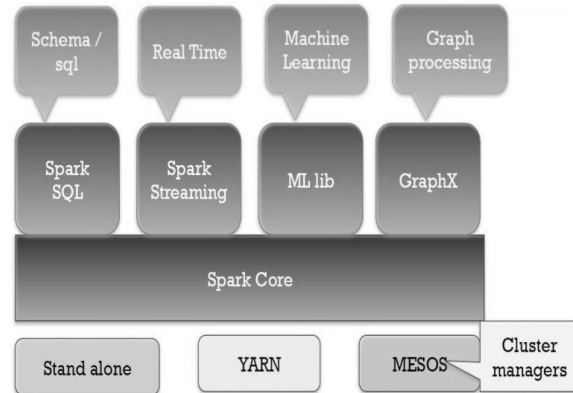 Schema /
sql
Real Time
Machine
Learning
Graph
processing
Spark
SQL
Spark
Streaming
ML lib
GraphX
Spark Core
Stand alone
YARN
MESOS
Cluster
managers